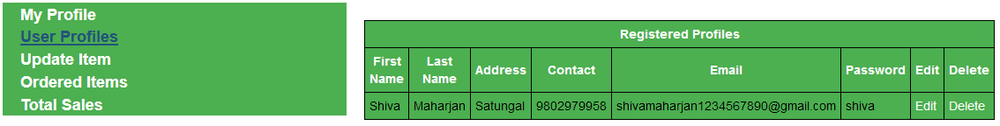 My Profile
User Profiles
Update Item
Ordered Items
Total Sales
Registered Profiles
First Name Last Name Address Contact Email Password Edit Delete
Shiva Maharjan Satungal 9802979958 shivamaharjan1234567890@gmail.com shiva Edit Delete